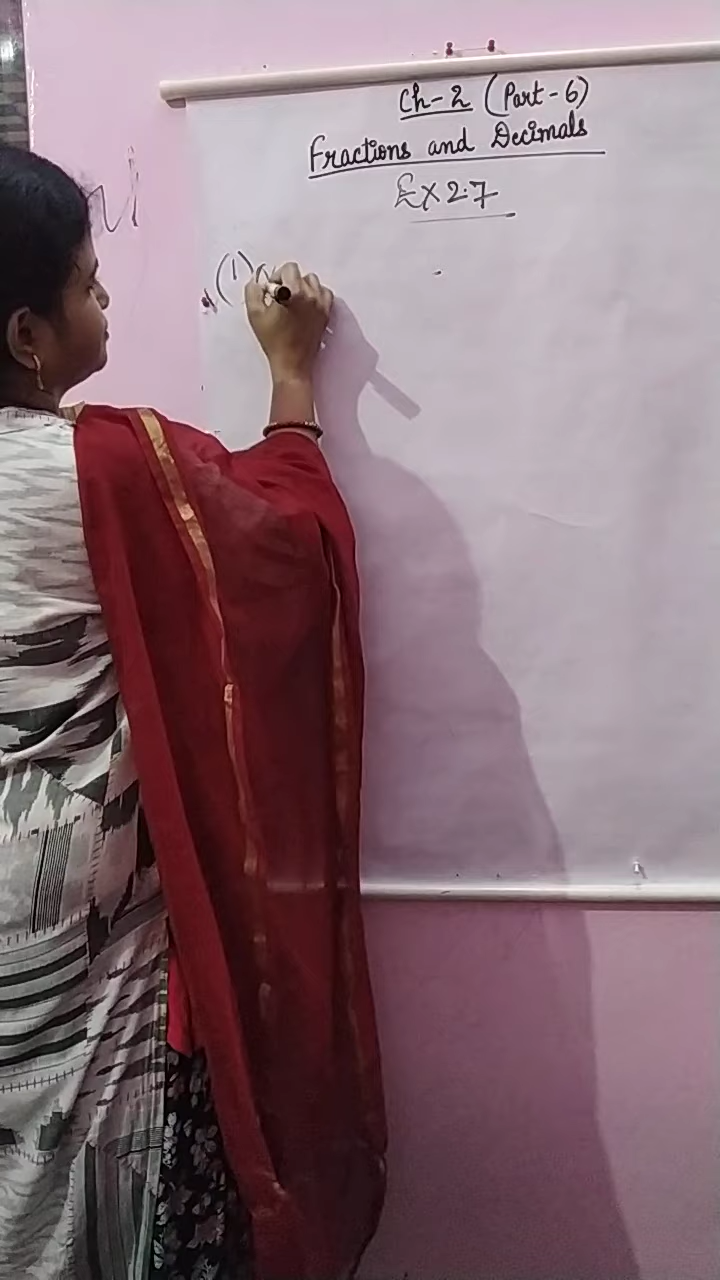 Ch-2 (Part-6)
Fractions and Decimals
EX 2.7
(1)